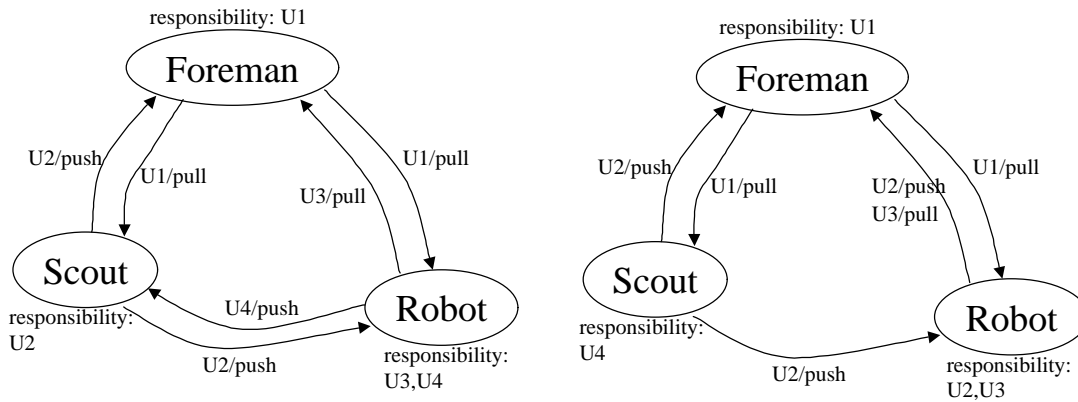 responsibility: U1
Foreman
U2/push
U1/pull
U3/pull
U1/pull
Scout
responsibility:
U2
U4/push
U2/push
Robot
responsibility:
U3,U4
responsibility: U1
Foreman
U2/push
U1/pull
U2/push
U3/pull
U1/pull
Scout
responsibility:
U4
U2/push
Robot
responsibility:
U2,U3